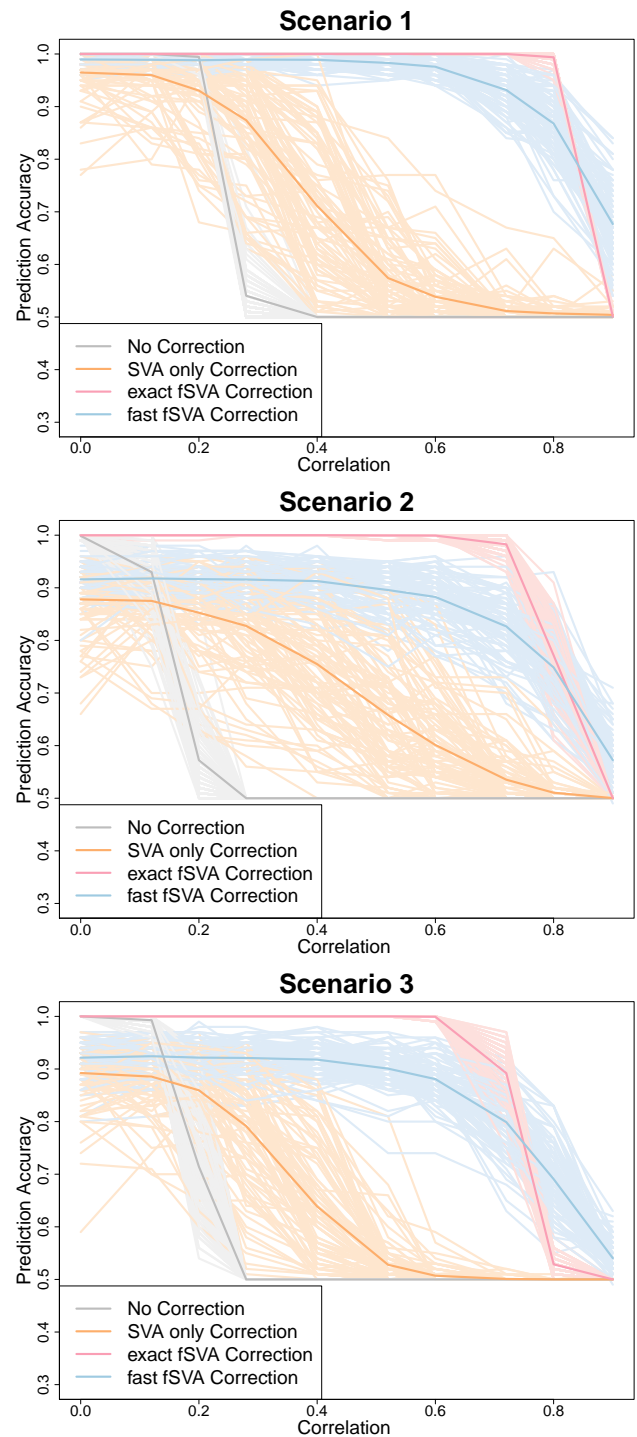 Scenario 1
Prediction Accuracy
1.0
0.9
0.8
0.7
0.6
0.5
0.4
0.3
No Correction
SVA only Correction
exact fSVA Correction
fast fSVA Correction
0.0 0.2 0.4 0.6 0.8
Correlation
Scenario 2
Prediction Accuracy
1.0
0.9
0.8
0.7
0.6
0.5
0.4
0.3
No Correction
SVA only Correction
exact fSVA Correction
fast fSVA Correction
0.0 0.2 0.4 0.6 0.8
Correlation
Scenario 3
Prediction Accuracy
1.0
0.9
0.8
0.7
0.6
0.5
0.4
0.3
No Correction
SVA only Correction
exact fSVA Correction
fast fSVA Correction
0.0 0.2 0.4 0.6 0.8
Correlation